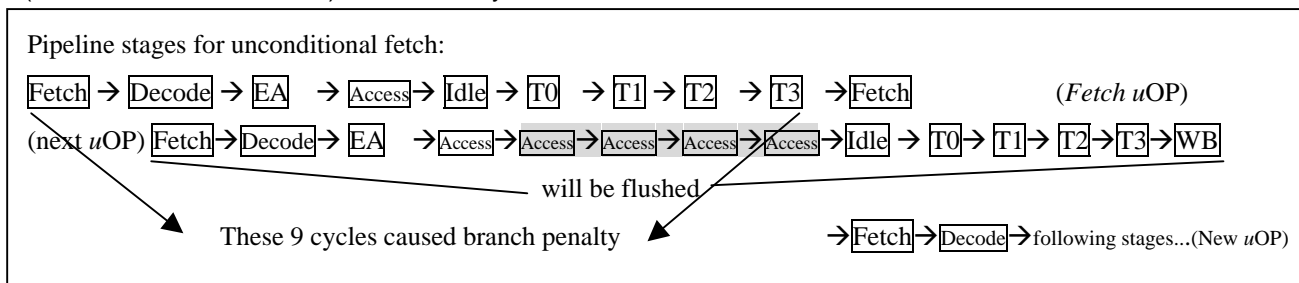 Pipeline stages for unconditional fetch:
Fetch → Decode → EA → Access → Idle → T0 → T1 → T2 → T3 → Fetch (Fetch uOP)
(next uOP) Fetch → Decode → EA → Access → Access → Access → Access → Access → Idle → T0 → T1 → T2 → T3 → WB
will be flushed
These 9 cycles caused branch penalty → Fetch → Decode → following stages...(New uOP)